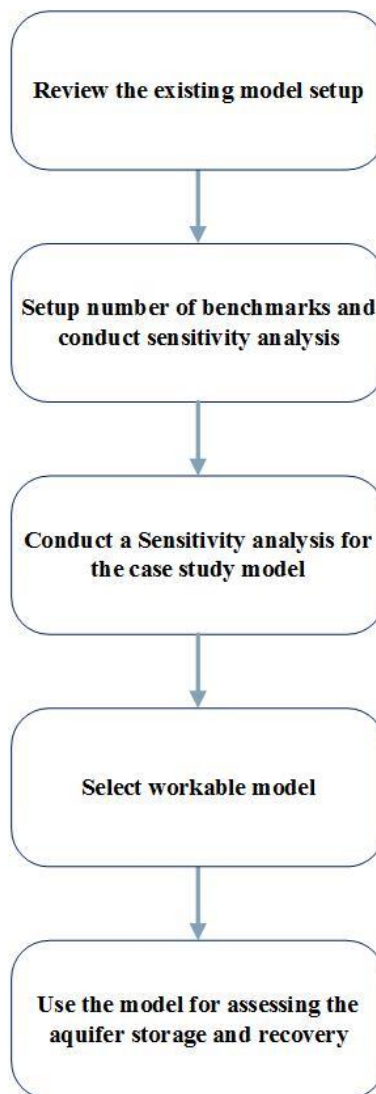 Review the existing model setup
Setup number of benchmarks and
conduct sensitivity analysis
Conduct a Sensitivity analysis for
the case study model
Select workable model
Use the model for assessing the
aquifer storage and recovery